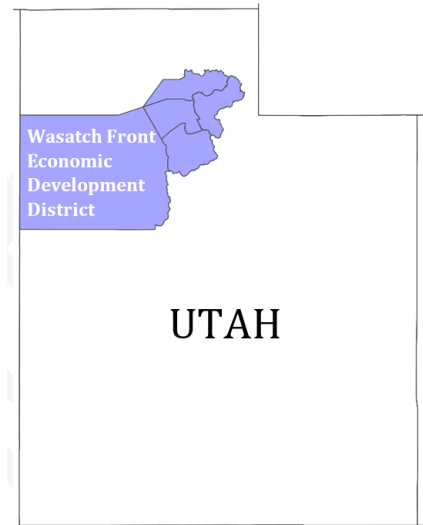 Wasatch Front
Economic
Development
District
UTAH